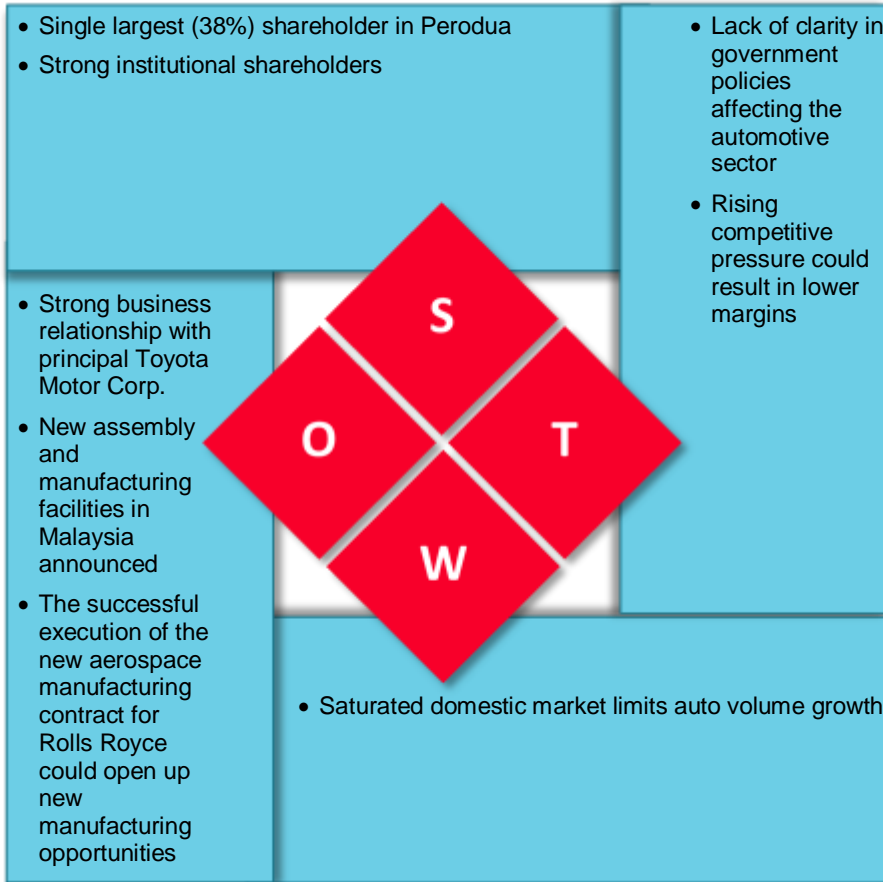 • Single largest (38%) shareholder in Perodua
• Strong institutional shareholders
• Lack of clarity in
government
policies
affecting the
automotive
sector
• Rising
competitive
pressure could
result in lower
margins
S
O
T
W
• Strong business
relationship with
principal Toyota
Motor Corp.
• New assembly
and
manufacturing
facilities in
Malaysia
announced
• The successful
execution of the
new aerospace
manufacturing
contract for
Rolls Royce
could open up
new
manufacturing
opportunities
• Saturated domestic market limits auto volume growth